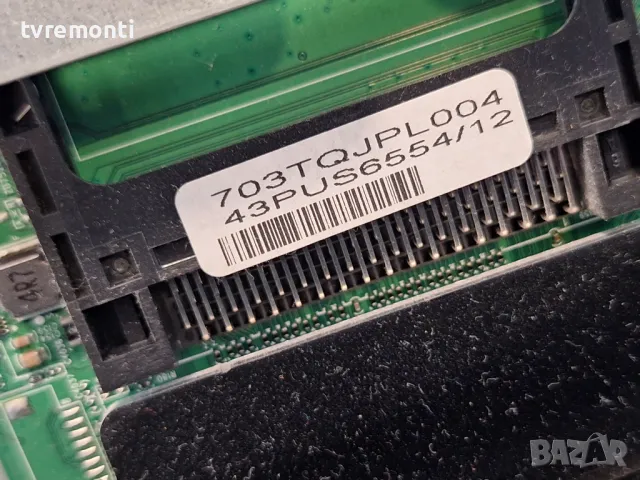 tvremonti
703TQJPL004
43PUS6554/12
4R7
BAZAR